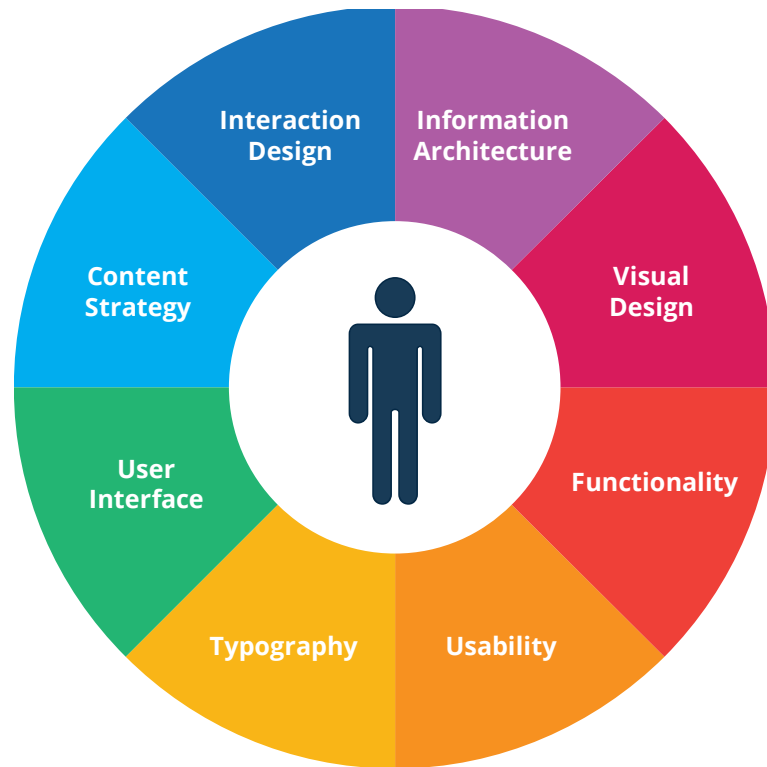 Interaction
Design
Information
Architecture
Visual
Design
Functionality
Usability
Typography
User
Interface
Content
Strategy